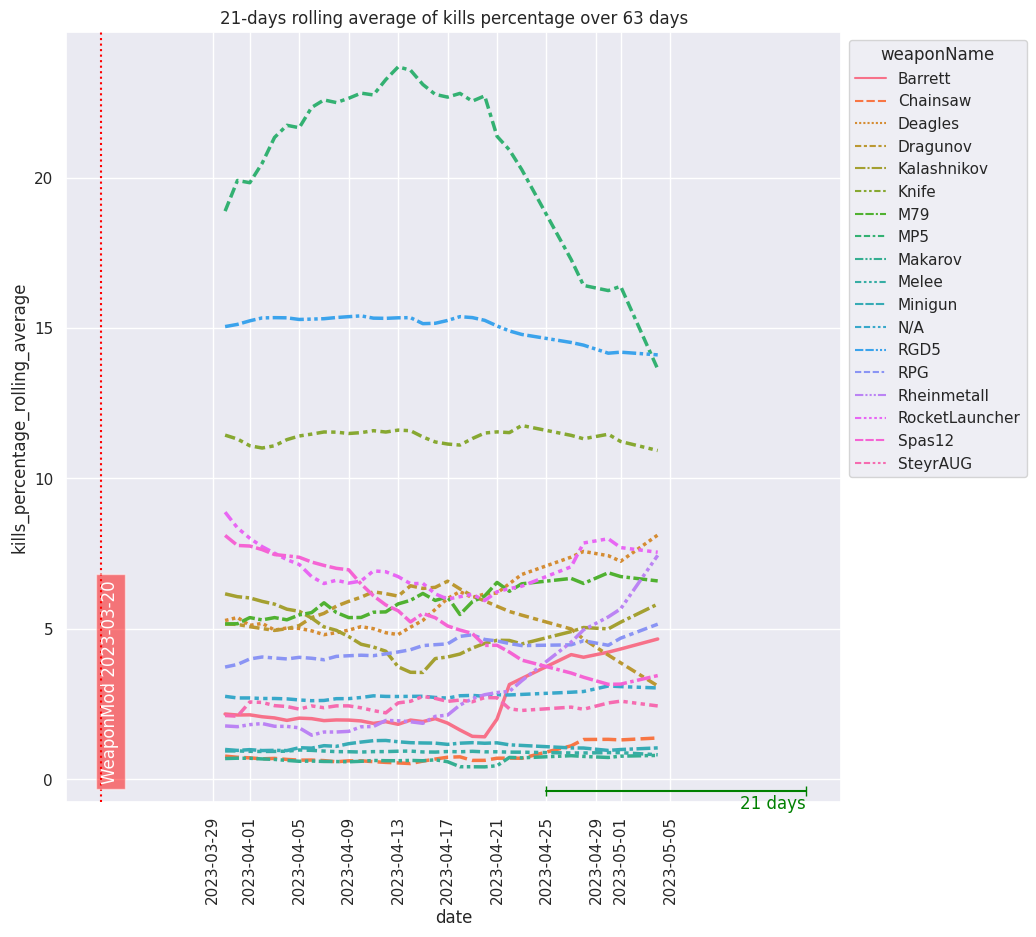 21-days rolling average of kills percentage over 63 days
kills_percentage_rolling_average
20
15
10
5
0
WeaponMod 2023-03-20
21 days
2023-03-29
2023-04-01
2023-04-05
2023-04-09
2023-04-13
2023-04-17
2023-04-21
2023-04-25
2023-04-29
2023-05-01
2023-05-05
date
weaponName
Barrett
Chainsaw
Deagles
Dragunov
Kalashnikov
Knife
M79
MP5
Makarov
Melee
Minigun
N/A
RGD5
RPG
Rheinmetall
RocketLauncher
Spas12
SteyrAUG